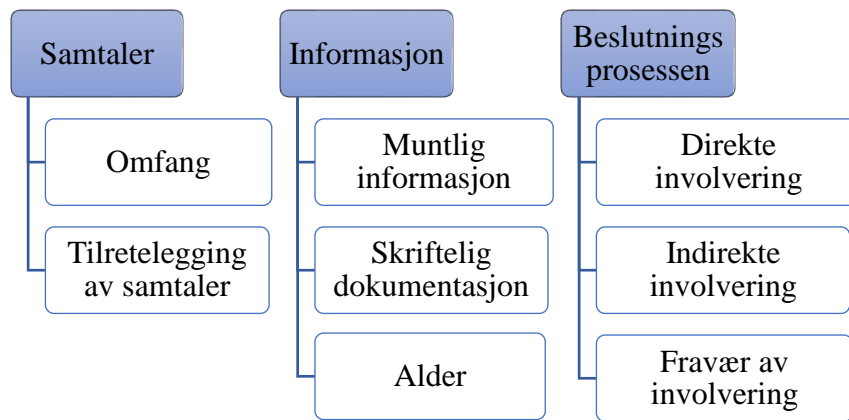 Samtaler
Omfang
Tilretelegging
av samtaler
Informasjon
Muntlig
informasjon
Skriftelig
dokumentasjon
Alder
Beslutnings
prosessen
Direkte
involvering
Indirekte
involvering
Fravær av
involvering